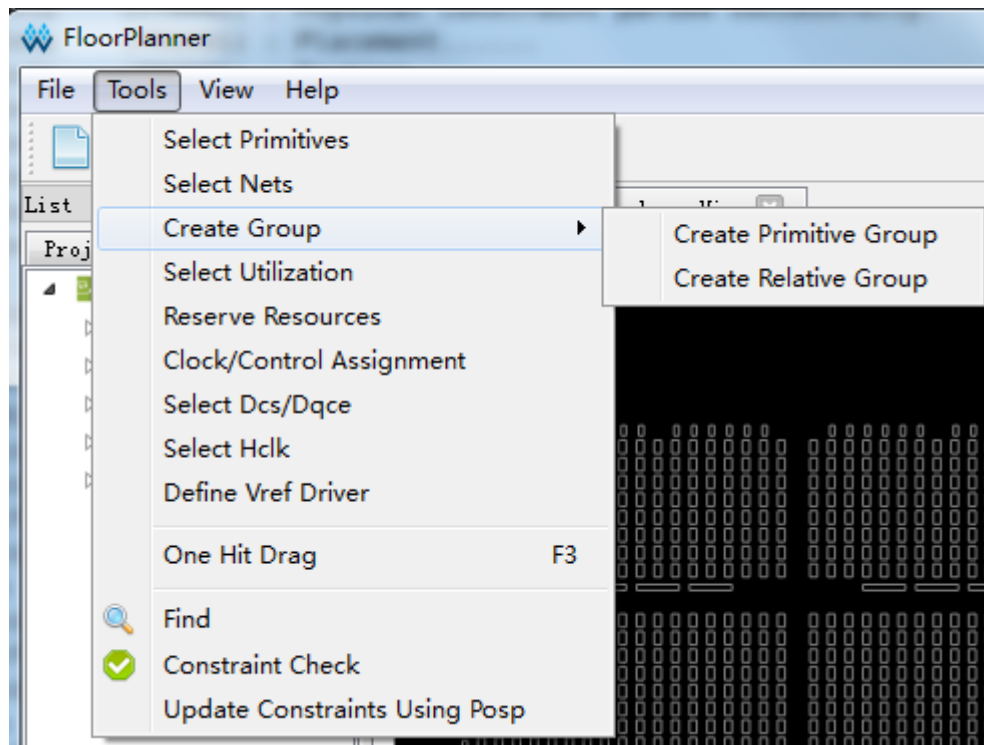 FloorPlanner
File Tools View Help
Select Primitives
Select Nets
List
Create Group
Create Primitive Group
Proj
Create Relative Group
Select Utilization
Reserve Resources
Clock/Control Assignment
Select Dcs/Dqce
Select Hclk
Define Vref Driver
One Hit Drag F3
Find
Constraint Check
Update Constraints Using Posp